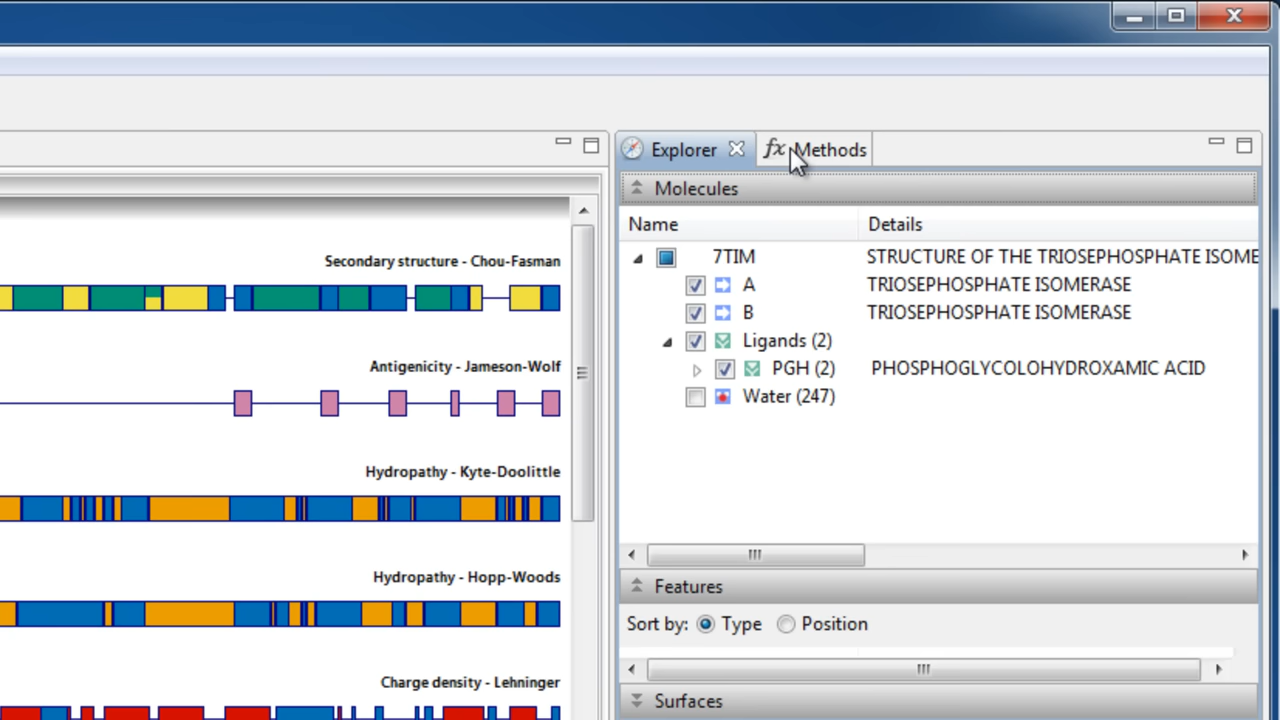 Explorer
fx Methods
Molecules
Name Details
7TIM STRUCTURE OF THE TRIOSEPHOSPHATE ISOME
A TRIOSEPHOSPHATE ISOMERASE
B TRIOSEPHOSPHATE ISOMERASE
Ligands (2)
PGH (2) PHOSPHOGLYCOLOHYDROXAMIC ACID
Water (247)
Features
Sort by: Type Position
Surfaces
Secondary structure - Chou-Fasman
Antigenicity - Jameson-Wolf
Hydropathy - Kyte-Doolittle
Hydropathy - Hopp-Woods
Charge density - Lehninger